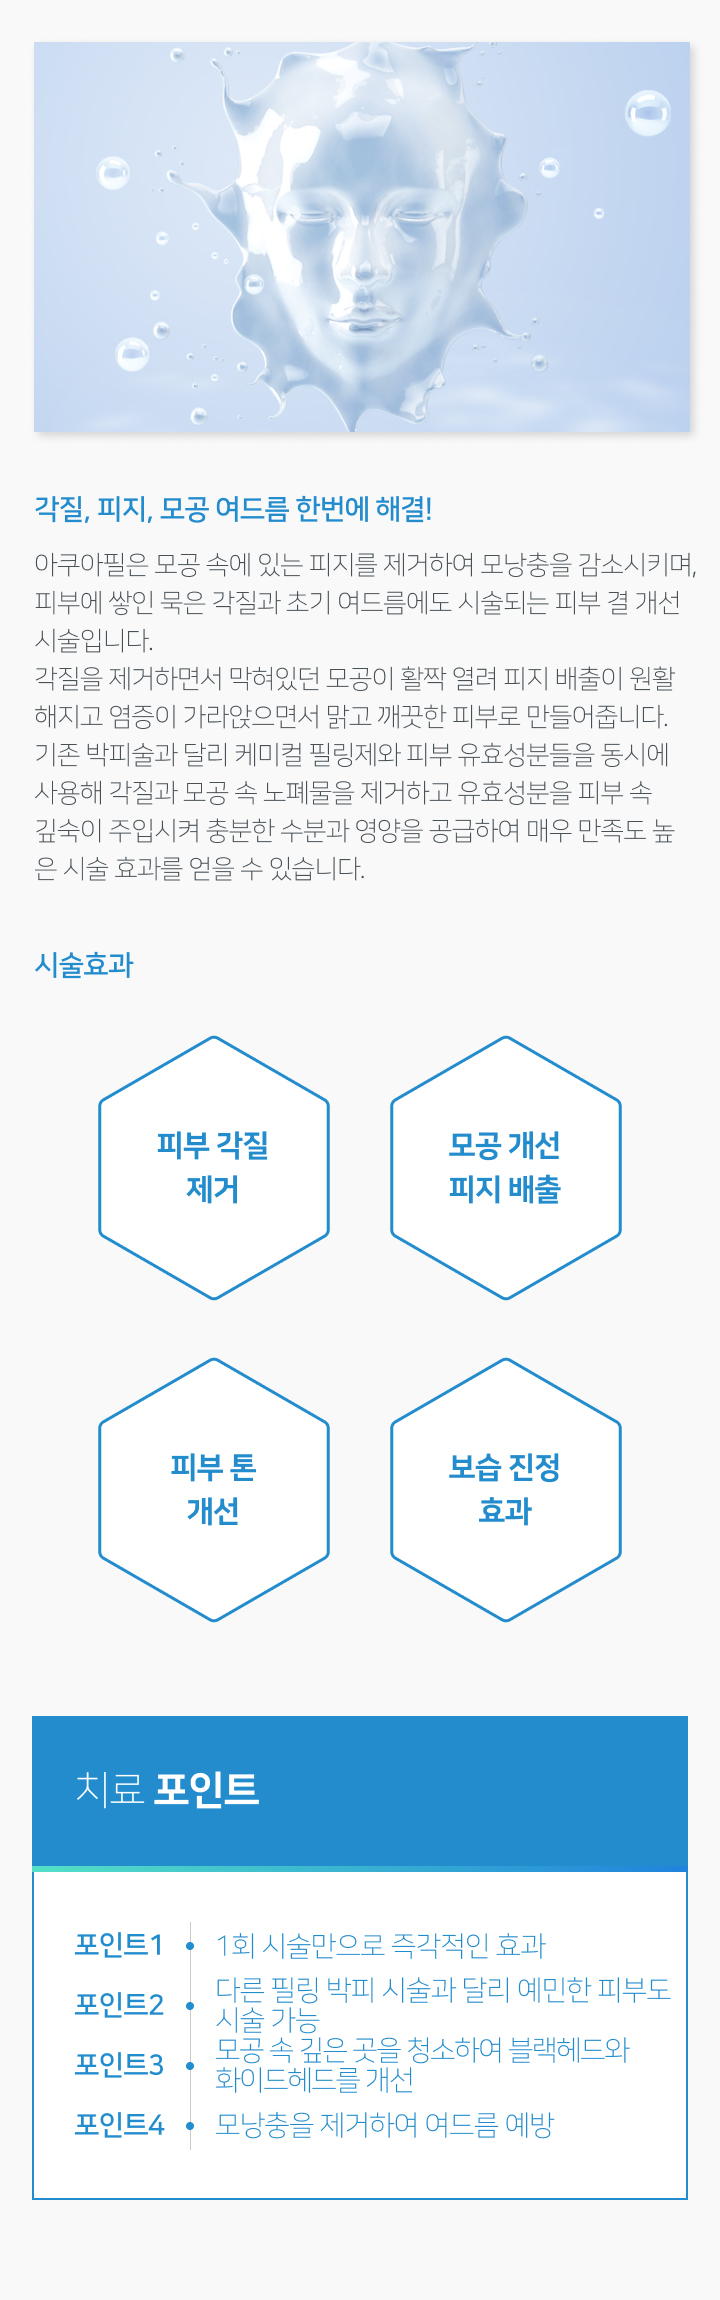 각질, 피지, 모공 여드름 한번에 해결!
아쿠아필은 모공 속에 있는 피지를 제거하여 모낭충을 감소시키며,
피부에 쌓인 묵은 각질과 초기 여드름에도 시술되는 피부 결 개선
시술입니다.
각질을 제거하면서 막혀있던 모공이 활짝 열려 피지 배출이 원활
해지고 염증이 가라앉으면서 맑고 깨끗한 피부로 만들어줍니다.
기존 박피술과 달리 케미컬 필링제와 피부 유효성분들을 동시에
사용해 각질과 모공 속 노폐물을 제거하고 유효성분을 피부 속
깊숙이 주입시켜 충분한 수분과 영양을 공급하여 매우 만족도 높
은 시술 효과를 얻을 수 있습니다.
시술효과
피부 각질
제거
모공 개선
피지 배출
피부 톤
개선
보습 진정
효과
치료 포인트
포인트1
1회 시술만으로 즉각적인 효과
포인트2
다른 필링 박피 시술과 달리 예민한 피부도
시술 가능
포인트3
모공 속 깊은 곳을 청소하여 블랙헤드와
화이드헤드를 개선
포인트4
모낭충을 제거하여 여드름 예방